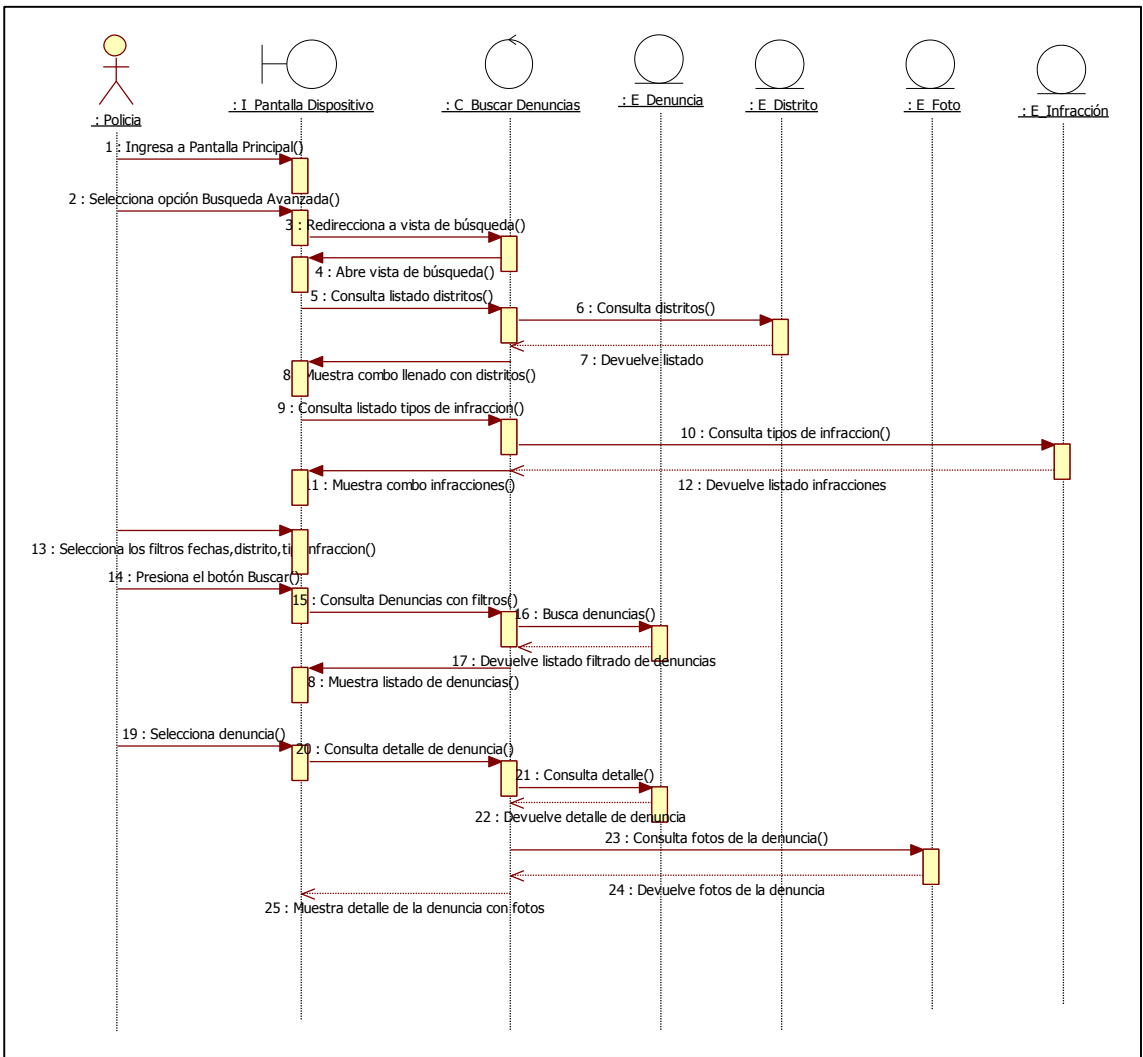 : Policia
: I_Pantalla Dispositivo
: C_Buscar Denuncias
: E_Denuncia
: E_Distrito
: E_Foto
: E_Infracción
1 : Ingresa a Pantalla Principal()
2 : Selecciona opción Busqueda Avanzada()
3 : Redirecciona a vista de búsqueda()
4 : Abre vista de búsqueda()
5 : Consulta listado distritos()
6 : Consulta distritos()
7 : Devuelve listado
8 : Muestra combo llenado con distritos()
9 : Consulta listado tipos de infraccion()
10 : Consulta tipos de infraccion()
11 : Muestra combo infracciones()
12 : Devuelve listado infracciones
13 : Selecciona los filtros fechas,distrito,tipo infraccion()
14 : Presiona el botón Buscar()
15 : Consulta Denuncias con filtros()
16 : Busca denuncias()
17 : Devuelve listado filtrado de denuncias
18 : Muestra listado de denuncias()
19 : Selecciona denuncia()
20 : Consulta detalle de denuncia()
21 : Consulta detalle()
22 : Devuelve detalle de denuncia
23 : Consulta fotos de la denuncia()
24 : Devuelve fotos de la denuncia
25 : Muestra detalle de la denuncia con fotos